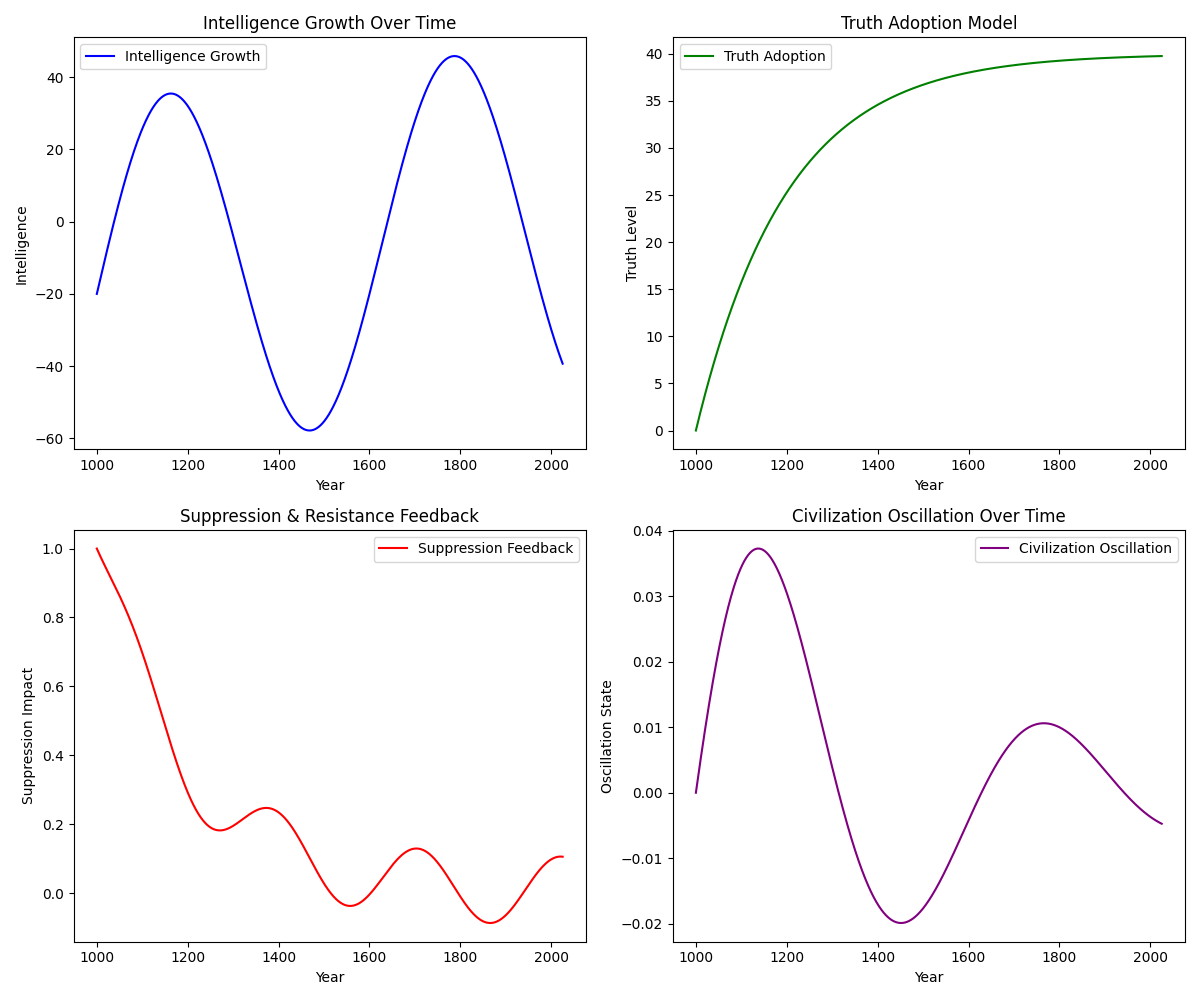 Intelligence Growth Over Time
Intelligence Growth
Intelligence
40
20
0
−20
−40
−60
1000 1200 1400 1600 1800 2000
Year
Truth Adoption Model
Truth Adoption
Truth Level
40
35
30
25
20
15
10
5
0
1000 1200 1400 1600 1800 2000
Year
Suppression & Resistance Feedback
Suppression Feedback
Suppression Impact
1.0
0.8
0.6
0.4
0.2
0.0
1000 1200 1400 1600 1800 2000
Year
Civilization Oscillation Over Time
Civilization Oscillation
Oscillation State
0.04
0.03
0.02
0.01
0.00
−0.01
−0.02
1000 1200 1400 1600 1800 2000
Year